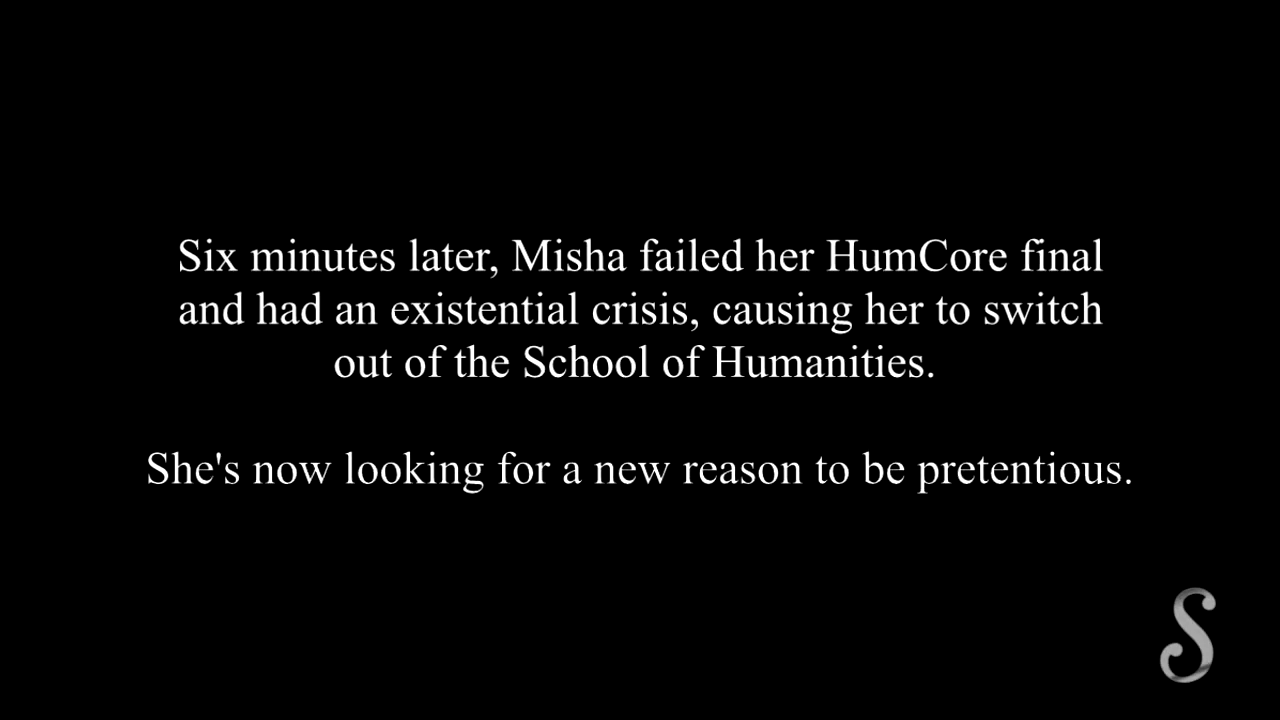 Six minutes later, Misha failed her HumCore final
and had an existential crisis, causing her to switch
out of the School of Humanities.
She's now looking for a new reason to be pretentious.
S